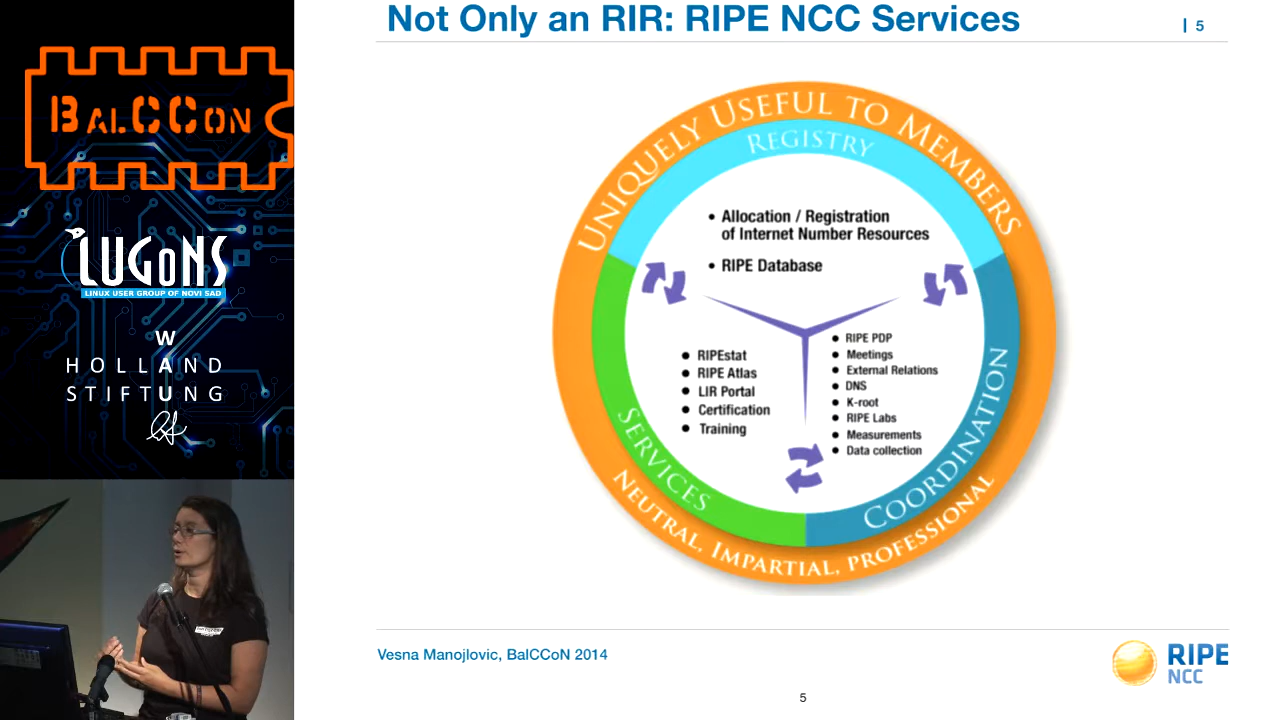 Not Only an RIR: RIPE NCC Services
| 5
BALCCON
LUGONS
LINUX USER GROUP OF NOVI SAD
W
HOLLAND
STIFTUNG
UNIQUELY USEFUL TO MEMBERS
REGISTRY
• Allocation / Registration
of Internet Number Resources
• RIPE Database
● RIPEstat
● RIPE Atlas
● LIR Portal
● Certification
● Training
● RIPE PDP
● Meetings
● External Relations
● DNS
● K-root
● RIPE Labs
● Measurements
● Data collection
SERVICES
COORDINATION
NEUTRAL, IMPARTIAL, PROFESSIONAL
Vesna Manojlovic, BalCCoN 2014
RIPE
NCC
5